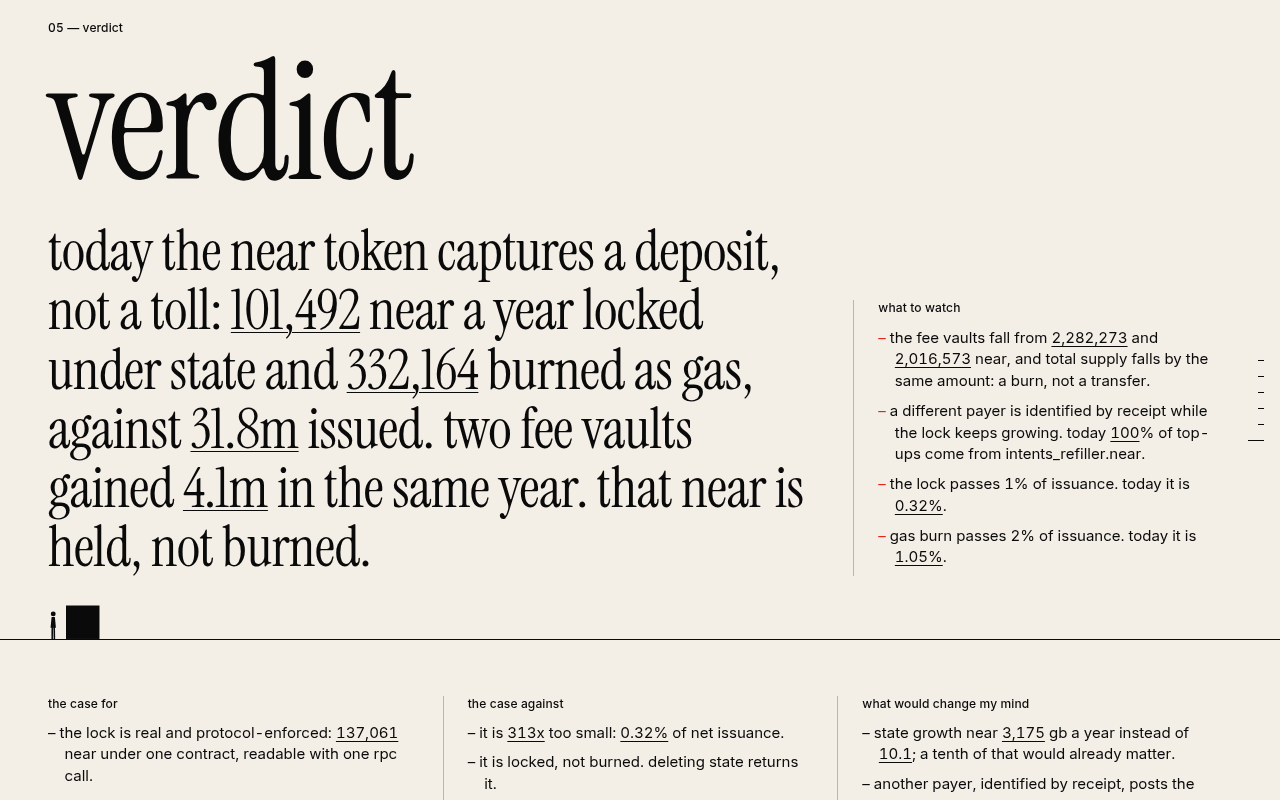 05 — verdict
verdict
today the near token captures a deposit,
not a toll: 101,492 near a year locked
under state and 332,164 burned as gas,
against 31.8m issued. two fee vaults
gained 4.1m in the same year. that near is
held, not burned.
what to watch
– the fee vaults fall from 2,282,273 and
2,016,573 near, and total supply falls by the
same amount: a burn, not a transfer.
– a different payer is identified by receipt while
the lock keeps growing. today 100% of top-
ups come from intents_refiller.near.
– the lock passes 1% of issuance. today it is
0.32%.
– gas burn passes 2% of issuance. today it is
1.05%.
the case for
– the lock is real and protocol-enforced: 137,061
near under one contract, readable with one rpc
call.
the case against
– it is 313x too small: 0.32% of net issuance.
– it is locked, not burned. deleting state returns
it.
what would change my mind
– state growth near 3,175 gb a year instead of
10.1; a tenth of that would already matter.
– another payer, identified by receipt, posts the